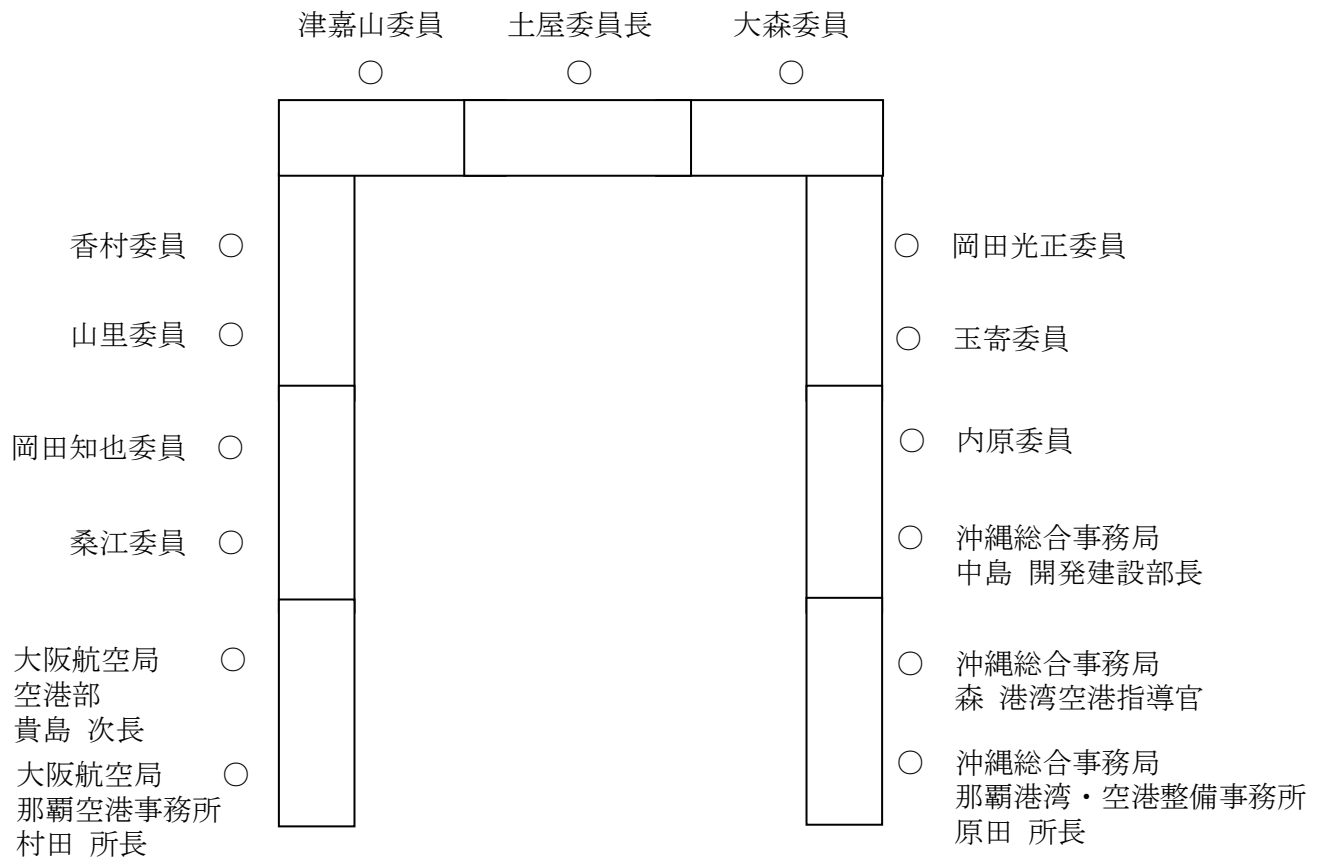 津嘉山委員 土屋委員長 大森委員
○ ○ ○
香村委員 ○
○ 岡田光正委員
山里委員 ○
○ 玉寄委員
岡田知也委員 ○
○ 内原委員
桑江委員 ○
○ 沖縄総合事務局
中島 開発建設部長
大阪航空局 ○
空港部
貴島 次長
○ 沖縄総合事務局
森 港湾空港指導官
大阪航空局 ○
那覇空港事務所
村田 所長
○ 沖縄総合事務局
那覇港湾・空港整備事務所
原田 所長